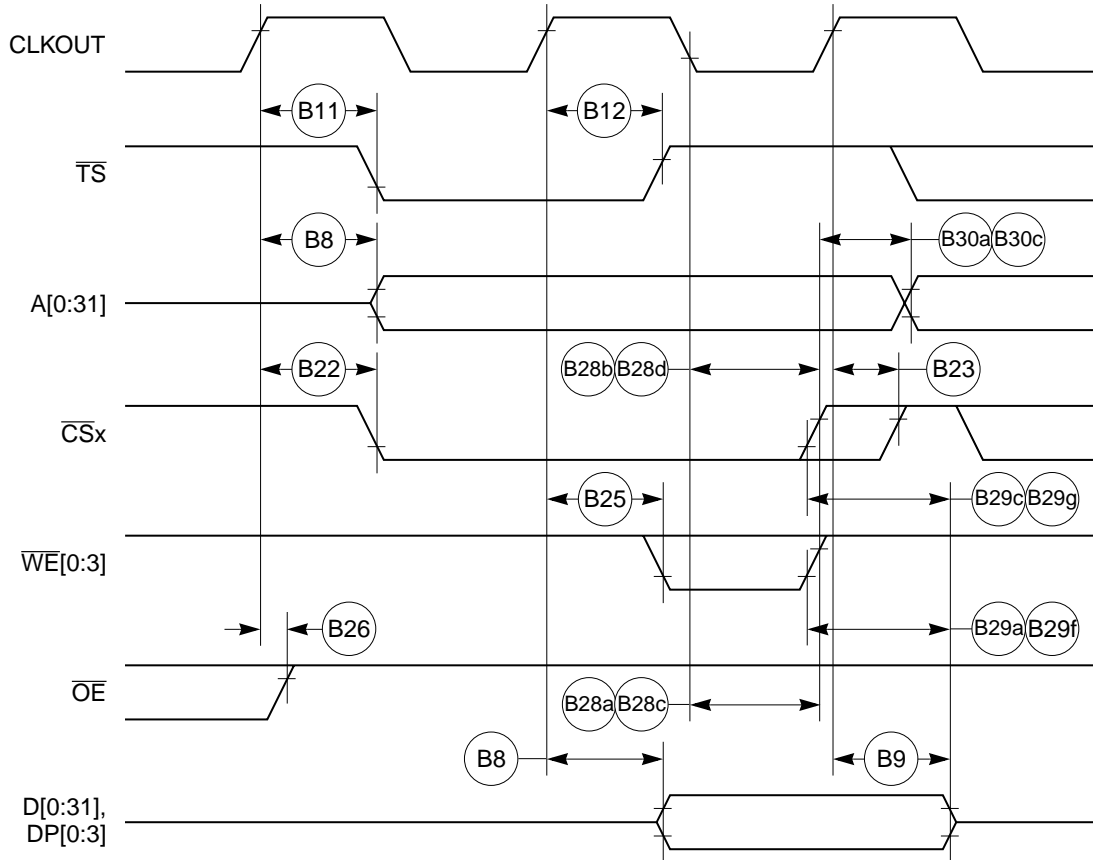 CLKOUT
B11 B12
TS
B8 B30a B30c
A[0:31]
B22 B28b B28d B23
CSx
B25 B29c B29g
WE[0:3]
B26 B29a B29f
OE
B28a B28c
B8 B9
D[0:31],
DP[0:3]